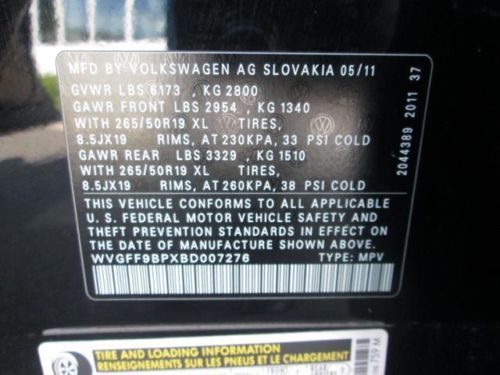 MFD BY VOLKSWAGEN AG SLOVAKIA 05/11
GVWR LBS 6173 , KG 2800
GAWR FRONT LBS 2954 , KG 1340
WITH 265/50R19 XL TIRES,
8.5JX19 RIMS, AT 230KPA, 33 PSI COLD
GAWR REAR LBS 3329 , KG 1510
WITH 265/50R19 XL TIRES,
8.5JX19 RIMS, AT 260KPA, 38 PSI COLD
THIS VEHICLE CONFORMS TO ALL APPLICABLE
U. S. FEDERAL MOTOR VEHICLE SAFETY AND
THEFT PREVENTION STANDARDS IN EFFECT ON
THE DATE OF MANUFACTURE SHOWN ABOVE
WVGFF9BPXBD007276 TYPE: MPV
2044389 2011 37
TIRE AND LOADING INFORMATION
RENSEIGNEMENTS SUR LES PNEUS ET LE CHARGEMENT
759 M